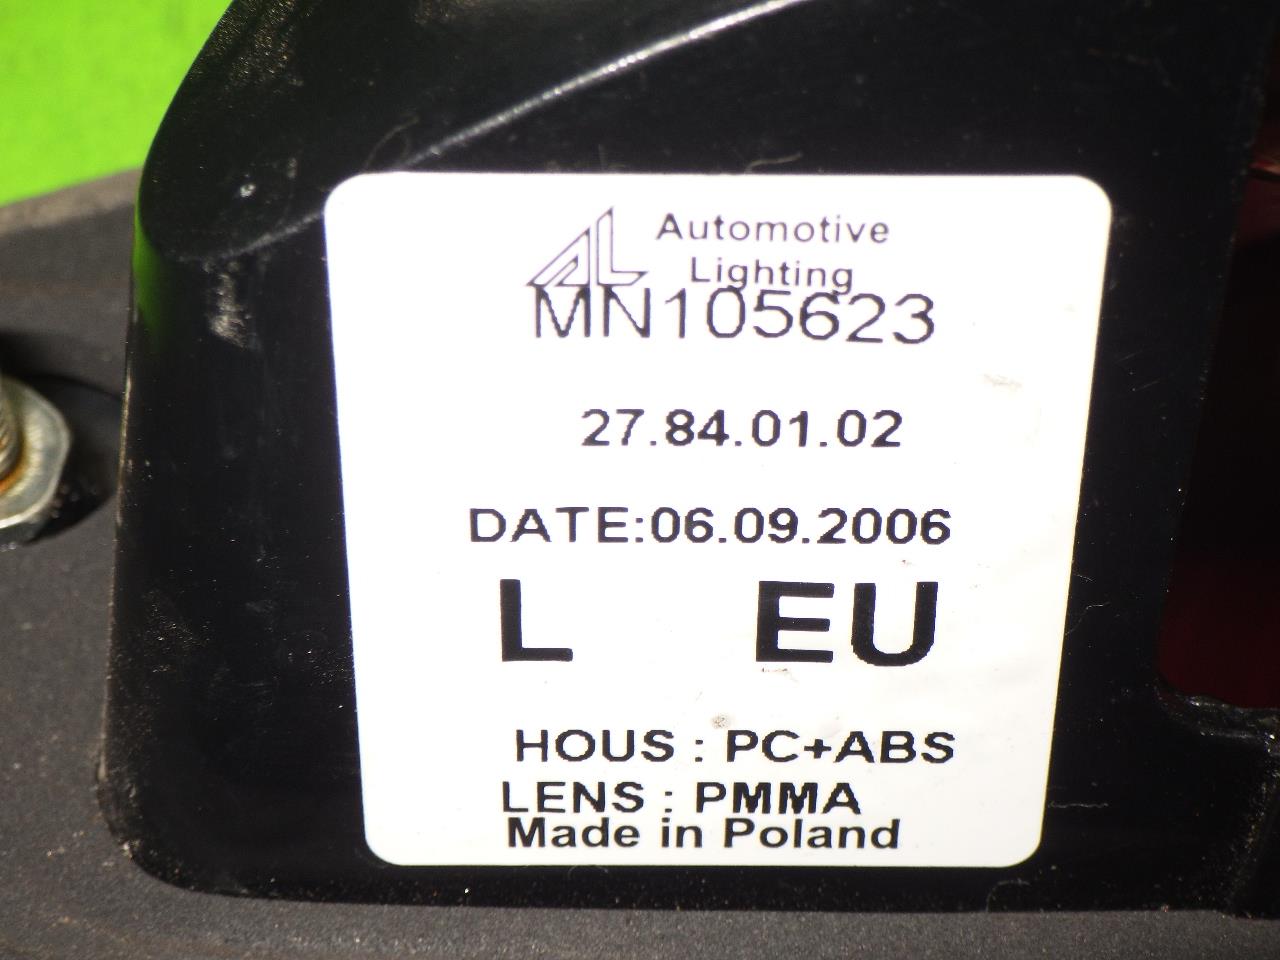 AL Automotive
Lighting
MN105623
27.84.01.02
DATE:06.09.2006
L EU
HOUS : PC+ABS
LENS : PMMA
Made in Poland